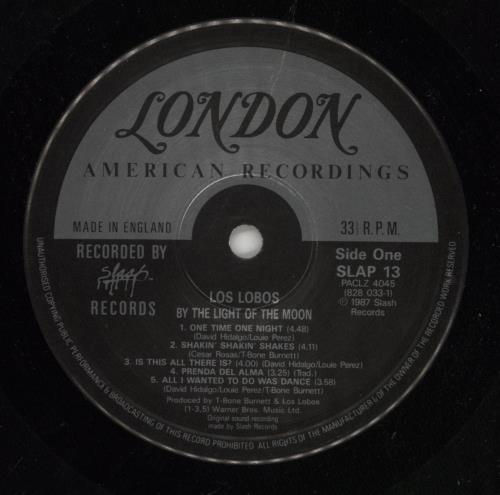 LONDON
AMERICAN RECORDINGS
MADE IN ENGLAND
33⅓ R.P.M.
RECORDED BY
Slash
RECORDS
Side One
SLAP 13
PACLZ 4045
(828 033-1)
℗ 1987 Slash
Records
LOS LOBOS
BY THE LIGHT OF THE MOON
1. ONE TIME ONE NIGHT (4.48)
(David Hidalgo/Louie Perez)
2. SHAKIN' SHAKIN' SHAKES (4.11)
(Cesar Rosas/T-Bone Burnett)
3. IS THIS ALL THERE IS? (4.00) (David Hidalgo/Louie Perez)
4. PRENDA DEL ALMA (3.25) (Trad.)
5. ALL I WANTED TO DO WAS DANCE (3.58)
(David Hidalgo/Louie Perez/T-Bone Burnett)
Produced by T-Bone Burnett & Los Lobos
(1-3,5) Warner Bros. Music Ltd.
Original sound recording
made by Slash Records
UNAUTHORISED COPYING PUBLIC PERFORMANCE & BROADCASTING OF THIS RECORD PROHIBITED. ALL RIGHTS OF THE MANUFACTURER & OF THE OWNER OF THE RECORDED WORK RESERVED